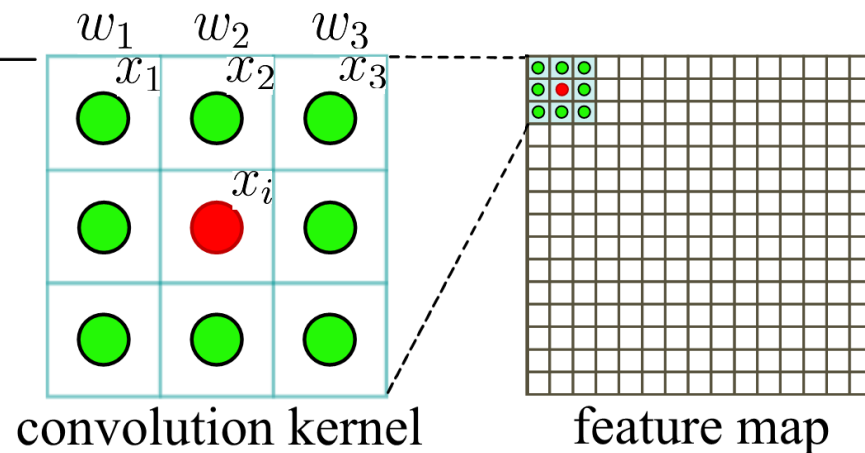 w₁ w₂ w₃
x₁ x₂ x₃
xᵢ
convolution kernel
feature map